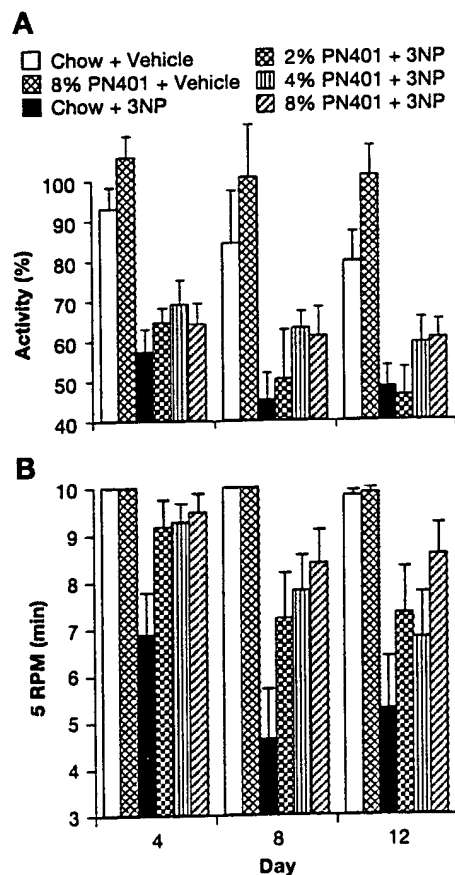 A
Chow + Vehicle
8% PN401 + Vehicle
Chow + 3NP
2% PN401 + 3NP
4% PN401 + 3NP
8% PN401 + 3NP
Activity (%)
100
90
80
70
60
50
40
B
5 RPM (min)
10
9
8
7
6
5
4
3
4 8 12
Day